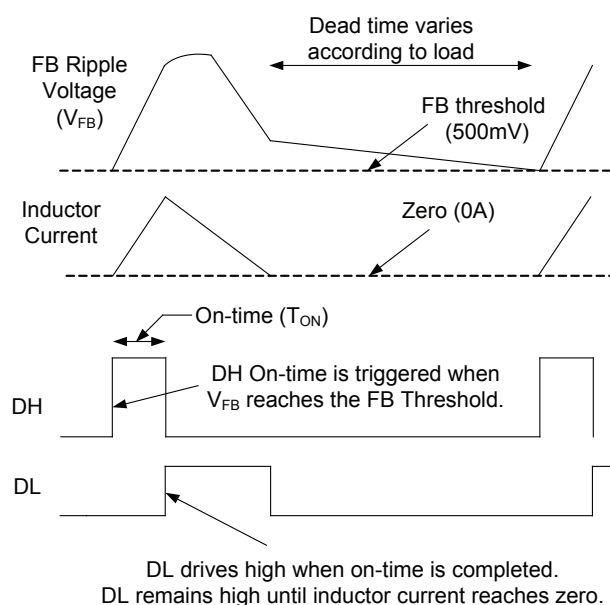 Dead time varies
according to load
FB Ripple
Voltage
(VFB)
FB threshold
(500mV)
Inductor
Current
Zero (0A)
On-time (TON)
DH
DH On-time is triggered when
VFB reaches the FB Threshold.
DL
DL drives high when on-time is completed.
DL remains high until inductor current reaches zero.